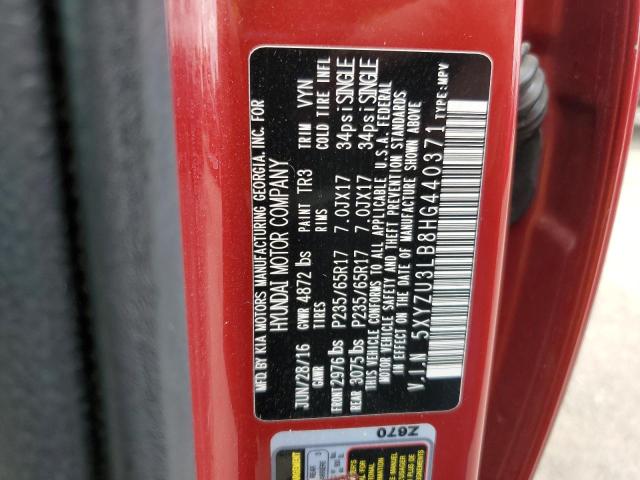 MFD.BY KIA MOTORS MANUFACTURING GEORGIA, INC. FOR
HYUNDAI MOTOR COMPANY
JUN/28/16 GVWR 4872 lbs PAINT TR3 TRIM VYN
GAWR TIRES RIMS COLD TIRE INFL
FRONT 2976 lbs P235/65R17 7.0JX17 34psi SINGLE
REAR 3075 lbs P235/65R17 7.0JX17 34psi SINGLE
THIS VEHICLE CONFORMS TO ALL APPLICABLE U.S.A. FEDERAL
MOTOR VEHICLE SAFETY AND THEFT PREVENTION STANDARDS
IN EFFECT ON THE DATE OF MANUFACTURE SHOWN ABOVE
V.I.N 5XYZU3LB8HG440371 TYPE:MPV
Z670
REAR